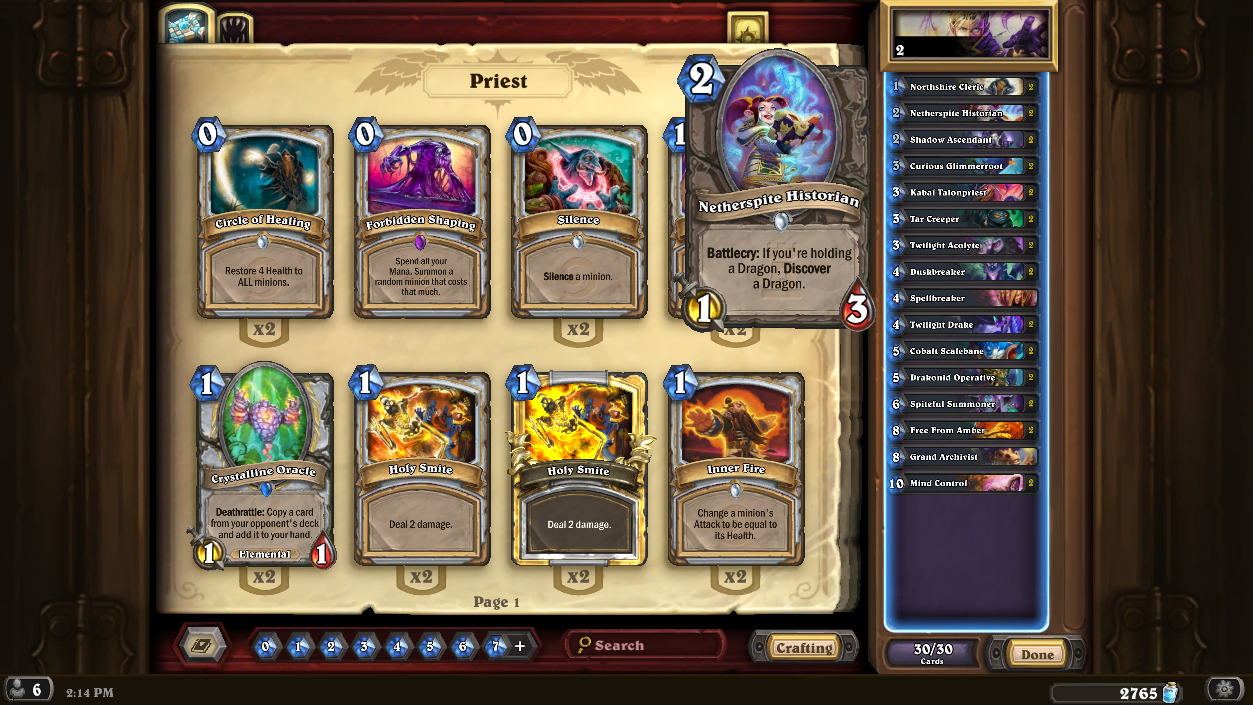 Priest
2
0
Circle of Healing
Restore 4 Health to
ALL minions.
x2
0
Forbidden Shaping
Spend all your
Mana. Summon a
random minion that costs
that much.
0
Silence
Silence a minion.
x2
1
x2
2
Netherspite Historian
Battlecry: If you're holding
a Dragon, Discover
a Dragon.
1
3
1
Crystalline Oracle
Deathrattle: Copy a card
from your opponent's deck
and add it to your hand.
1
Elemental
1
x2
1
Holy Smite
Deal 2 damage.
x2
1
Holy Smite
Deal 2 damage.
x2
1
Inner Fire
Change a minion's
Attack to be equal to
its Health.
x2
Page 1
0 1 2 3 4 5 6 7 +
Search
Crafting
1 Northshire Cleric 2
2 Netherspite Historian 2
2 Shadow Ascendant 2
3 Curious Glimmerroot 2
3 Kabal Talonpriest 2
3 Tar Creeper 2
3 Twilight Acolyte 2
4 Duskbreaker 2
4 Spellbreaker
4 Twilight Drake 2
5 Cobalt Scalebane 2
5 Drakonid Operative 2
6 Spiteful Summoner 2
8 Free From Amber 2
8 Grand Archivist
10 Mind Control 2
30/30
Cards
Done
6
2:14 PM
2765